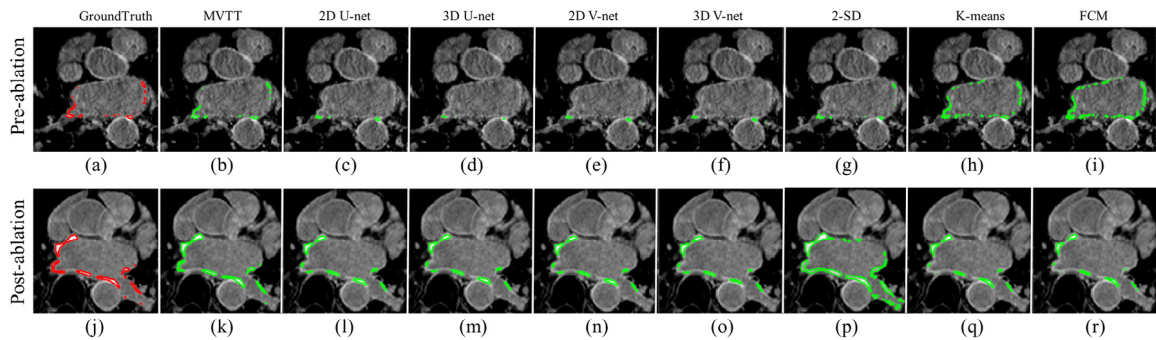 GroundTruth MVTT 2D U-net 3D U-net 2D V-net 3D V-net 2-SD K-means FCM
Pre-ablation
(a) (b) (c) (d) (e) (f) (g) (h) (i)
Post-ablation
(j) (k) (l) (m) (n) (o) (p) (q) (r)